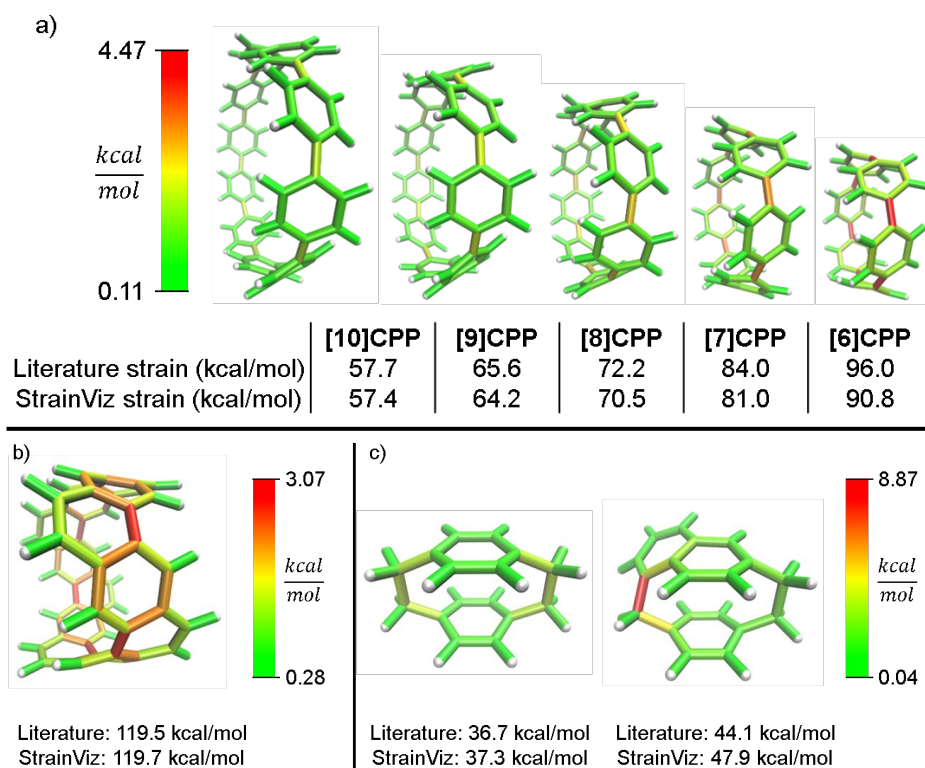 a)
4.47
kcal
mol
0.11
[10]CPP [9]CPP [8]CPP [7]CPP [6]CPP
Literature strain (kcal/mol) 57.7 65.6 72.2 84.0 96.0
StrainViz strain (kcal/mol) 57.4 64.2 70.5 81.0 90.8
b)
3.07
kcal
mol
0.28
Literature: 119.5 kcal/mol
StrainViz: 119.7 kcal/mol
c)
8.87
kcal
mol
0.04
Literature: 36.7 kcal/mol
StrainViz: 37.3 kcal/mol
Literature: 44.1 kcal/mol
StrainViz: 47.9 kcal/mol